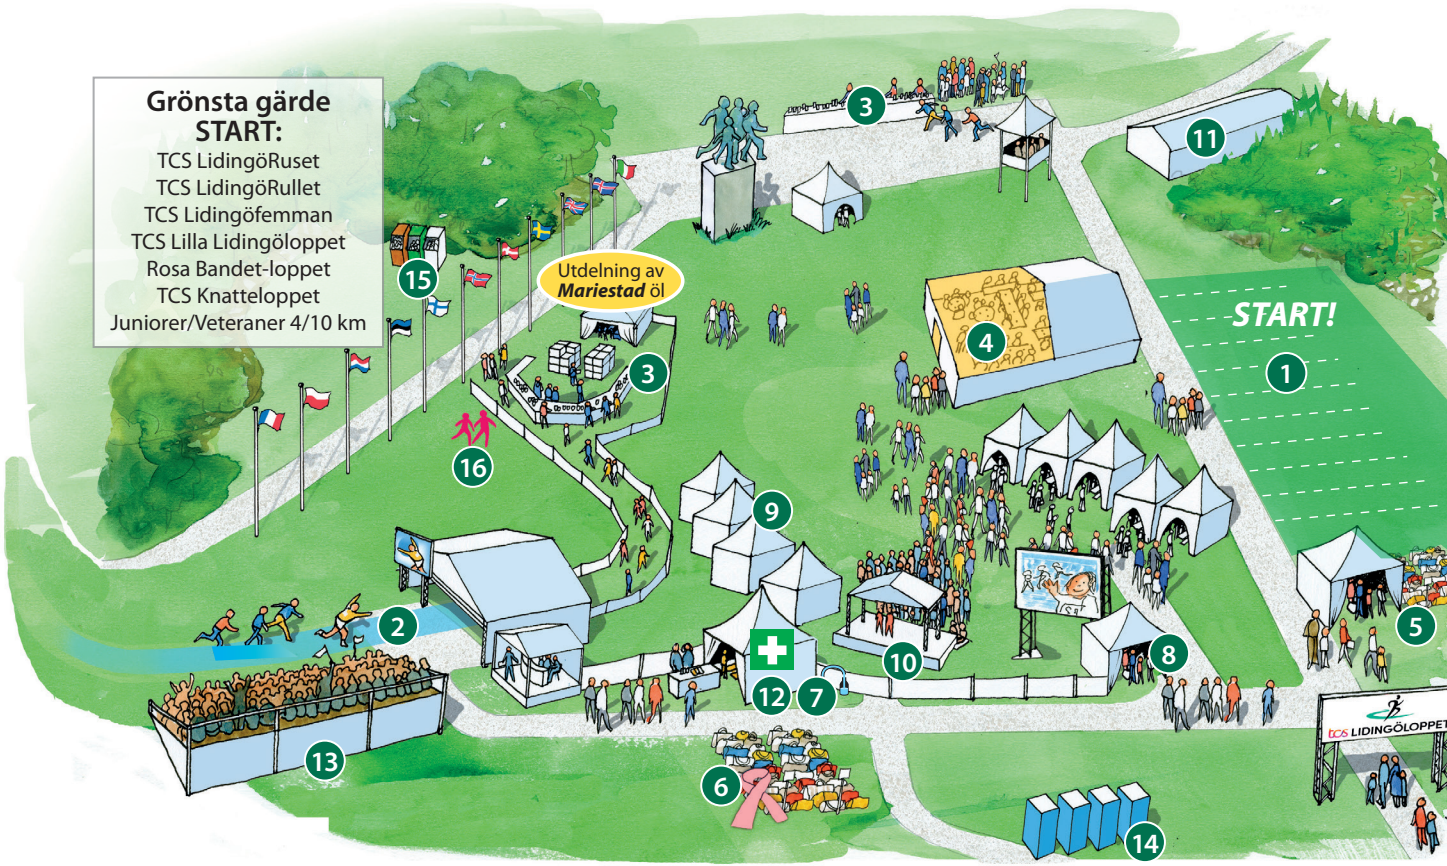 Grönsta gärde
START:
TCS LidingöRuset
TCS LidingöRullet
TCS Lidingöfemman
TCS Lilla Lidingöloppet
Rosa Bandet-loppet
TCS Knatteloppet
Juniorer/Veteraner 4/10 km
3
11
15
Utdelning av
Mariestad öl
START!
4
1
3
16
9
2
5
10
8
12
7
tcs LIDINGÖLOPPET
13
6
14